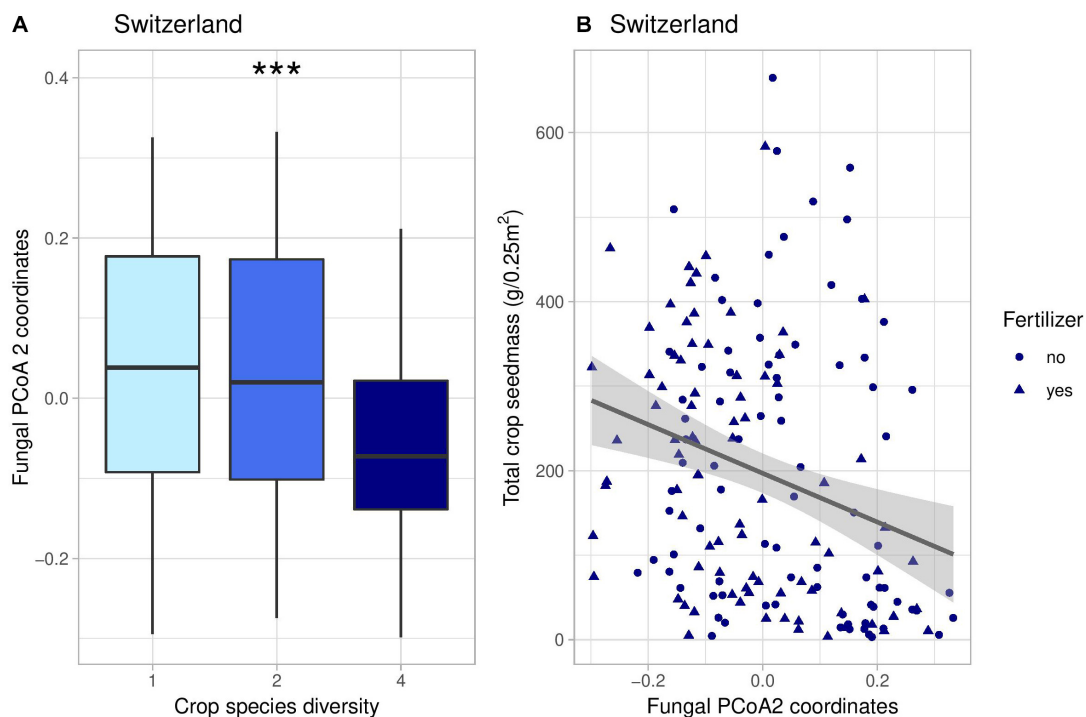 A Switzerland
***
0.4
0.2
0.0
−0.2
Fungal PCoA 2 coordinates
1 2 4
Crop species diversity
B Switzerland
600
400
200
0
Total crop seedmass (g/0.25m²)
−0.2 0.0 0.2
Fungal PCoA2 coordinates
Fertilizer
no
yes